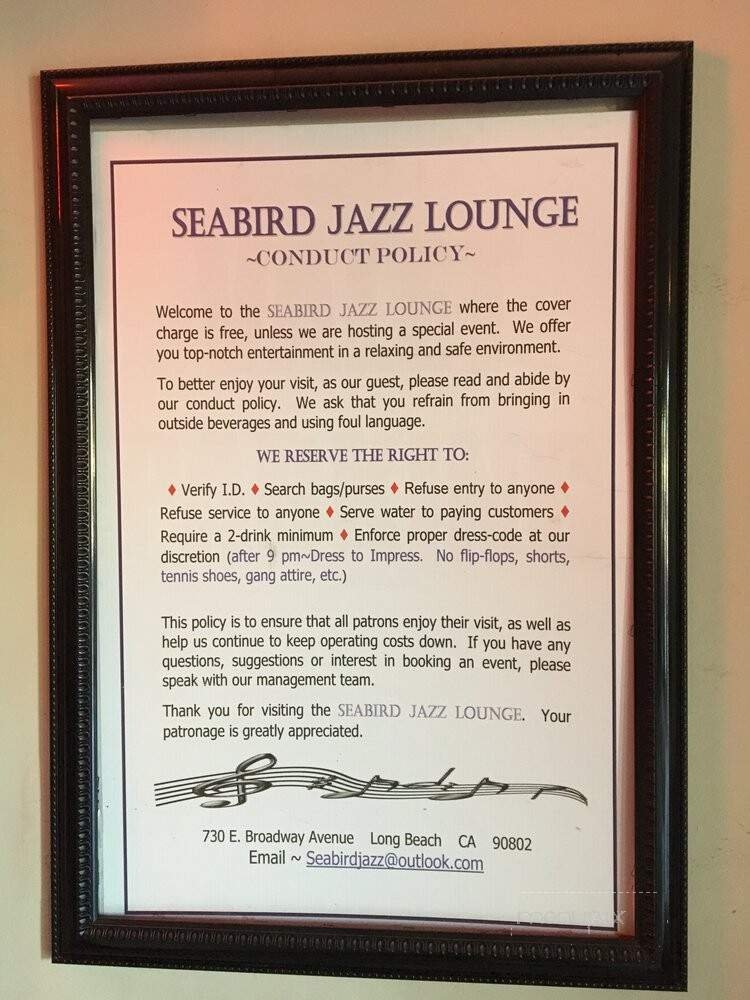 SEABIRD JAZZ LOUNGE
~CONDUCT POLICY~
Welcome to the SEABIRD JAZZ LOUNGE where the cover
charge is free, unless we are hosting a special event. We offer
you top-notch entertainment in a relaxing and safe environment.
To better enjoy your visit, as our guest, please read and abide by
our conduct policy. We ask that you refrain from bringing in
outside beverages and using foul language.
WE RESERVE THE RIGHT TO:
♦ Verify I.D. ♦ Search bags/purses ♦ Refuse entry to anyone ♦
Refuse service to anyone ♦ Serve water to paying customers ♦
Require a 2-drink minimum ♦ Enforce proper dress-code at our
discretion (after 9 pm~Dress to Impress. No flip-flops, shorts,
tennis shoes, gang attire, etc.)
This policy is to ensure that all patrons enjoy their visit, as well as
help us continue to keep operating costs down. If you have any
questions, suggestions or interest in booking an event, please
speak with our management team.
Thank you for visiting the SEABIRD JAZZ LOUNGE. Your
patronage is greatly appreciated.
730 E. Broadway Avenue Long Beach CA 90802
Email ~ Seabirdjazz@outlook.com